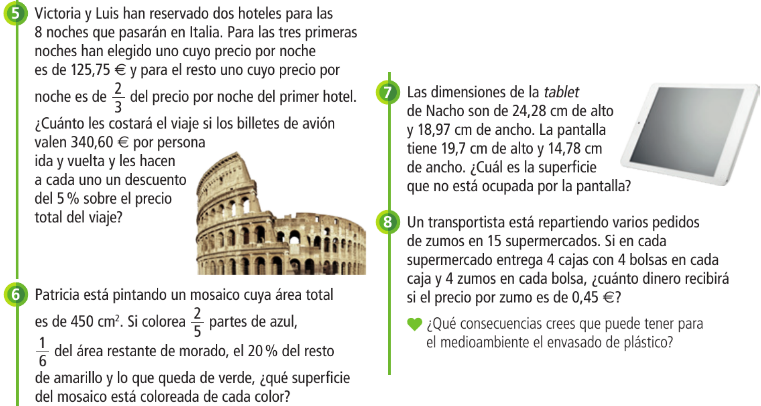 5 Victoria y Luis han reservado dos hoteles para las
8 noches que pasarán en Italia. Para las tres primeras
noches han elegido uno cuyo precio por noche
es de 125,75 € y para el resto uno cuyo precio por
noche es de 2/3 del precio por noche del primer hotel.
¿Cuánto les costará el viaje si los billetes de avión
valen 340,60 € por persona
ida y vuelta y les hacen
a cada uno un descuento
del 5 % sobre el precio
total del viaje?
6 Patricia está pintando un mosaico cuya área total
es de 450 cm². Si colorea 2/5 partes de azul,
1/6 del área restante de morado, el 20 % del resto
de amarillo y lo que queda de verde, ¿qué superficie
del mosaico está coloreada de cada color?
7 Las dimensiones de la tablet
de Nacho son de 24,28 cm de alto
y 18,97 cm de ancho. La pantalla
tiene 19,7 cm de alto y 14,78 cm
de ancho. ¿Cuál es la superficie
que no está ocupada por la pantalla?
8 Un transportista está repartiendo varios pedidos
de zumos en 15 supermercados. Si en cada
supermercado entrega 4 cajas con 4 bolsas en cada
caja y 4 zumos en cada bolsa, ¿cuánto dinero recibirá
si el precio por zumo es de 0,45 €?
¿Qué consecuencias crees que puede tener para
el medioambiente el envasado de plástico?